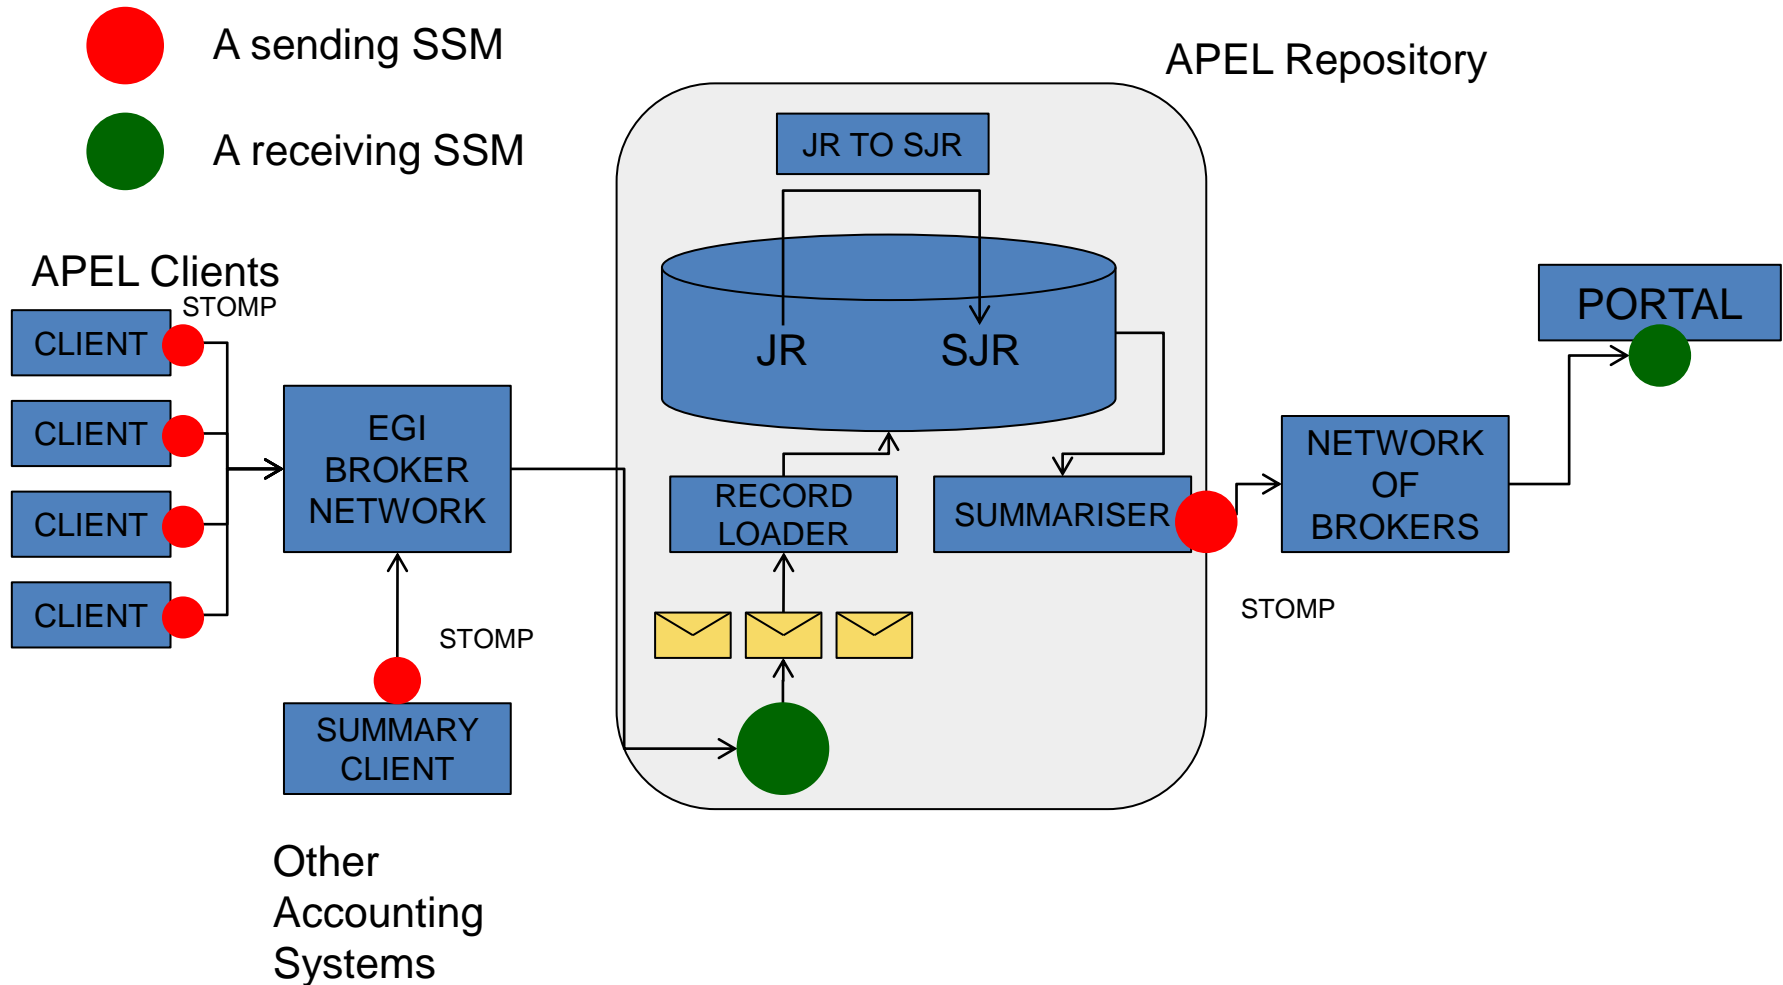 A sending SSM
A receiving SSM
APEL Repository
JR TO SJR
APEL Clients
STOMP
CLIENT
CLIENT
CLIENT
CLIENT
EGI
BROKER
NETWORK
STOMP
SUMMARY
CLIENT
Other
Accounting
Systems
JR
SJR
RECORD
LOADER
SUMMARISER
STOMP
NETWORK
OF
BROKERS
PORTAL